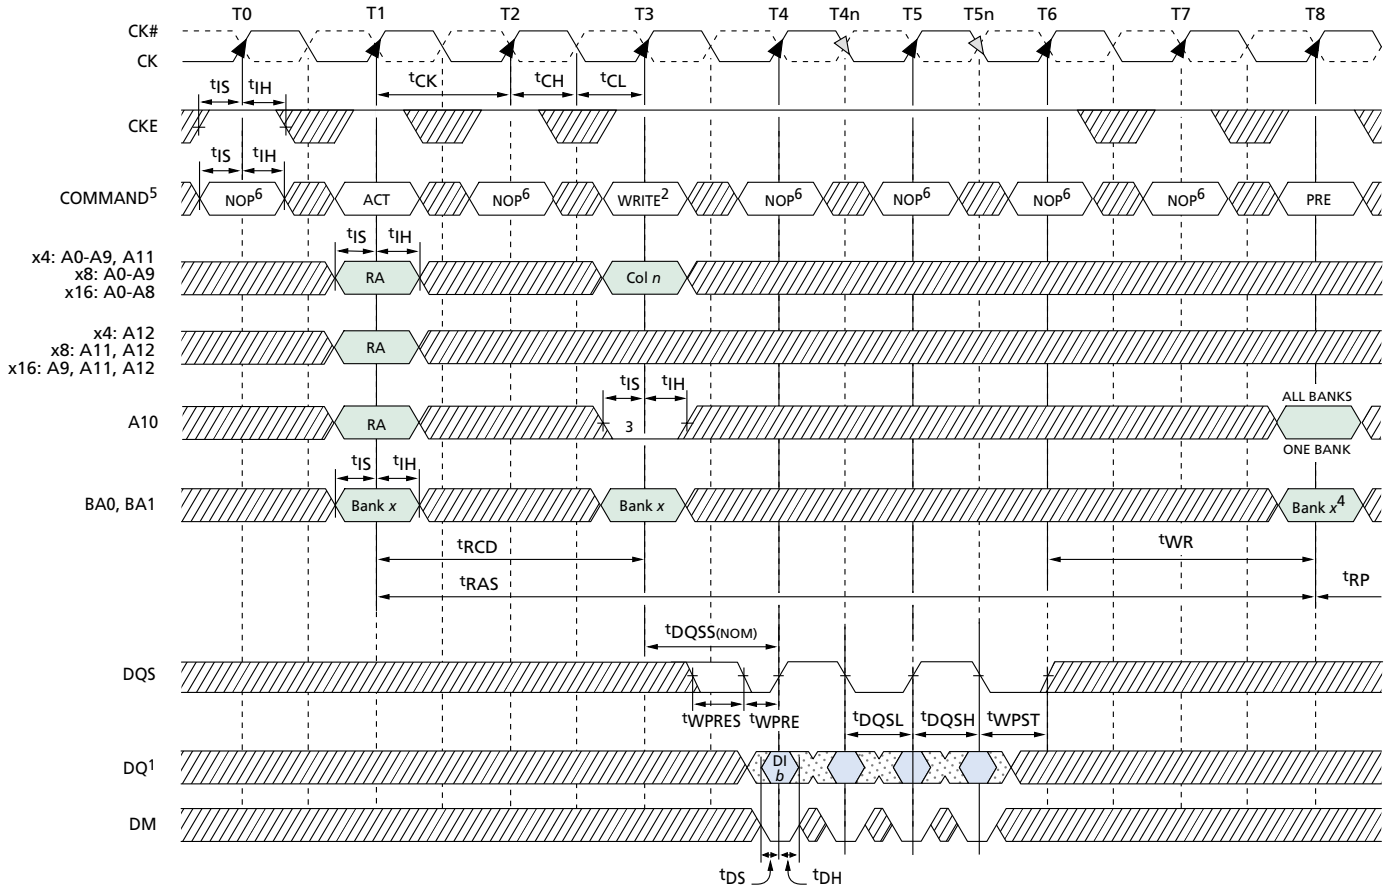 T0 T1 T2 T3 T4 T4n T5 T5n T6 T7 T8
CK#
CK
tCK tCH tCL
tIS tIH
CKE
tIS tIH
COMMAND5 NOP6 ACT NOP6 WRITE2 NOP6 NOP6 NOP6 NOP6 PRE
tIS tIH
x4: A0-A9, A11
x8: A0-A9
x16: A0-A8
RA Col n
x4: A12
x8: A11, A12
x16: A9, A11, A12
RA
tIS tIH
ALL BANKS
A10 RA 3
ONE BANK
tIS tIH
BA0, BA1 Bank x Bank x Bank x4
tRCD tWR
tRAS tRP
tDQSS(NOM)
DQS
tWPRES tWPRE tDQSL tDQSH tWPST
DQ1 DI
b
DM
tDS tDH